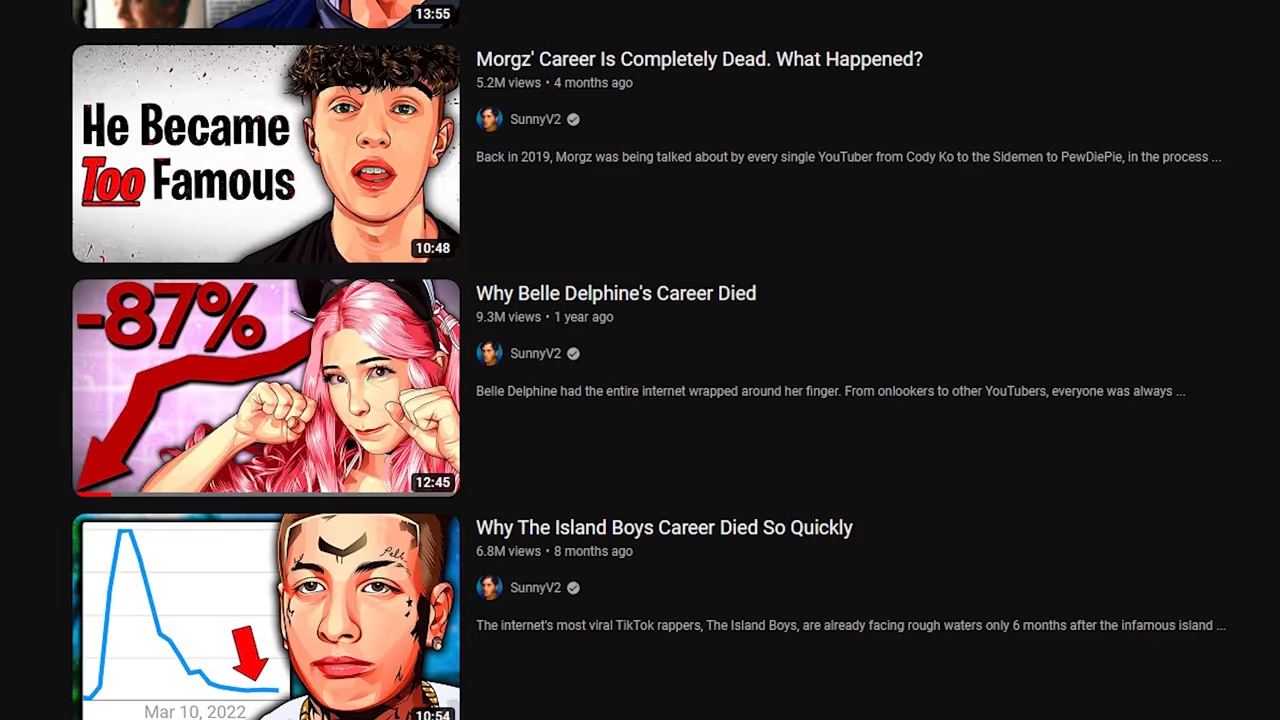 13:55
He Became
Too Famous
10:48
Morgz' Career Is Completely Dead. What Happened?
5.2M views • 4 months ago
SunnyV2
Back in 2019, Morgz was being talked about by every single YouTuber from Cody Ko to the Sidemen to PewDiePie, in the process ...
-87%
12:45
Why Belle Delphine's Career Died
9.3M views • 1 year ago
SunnyV2
Belle Delphine had the entire internet wrapped around her finger. From onlookers to other YouTubers, everyone was always ...
Mar 10, 2022
10:54
Why The Island Boys Career Died So Quickly
6.8M views • 8 months ago
SunnyV2
The internet's most viral TikTok rappers, The Island Boys, are already facing rough waters only 6 months after the infamous island ...